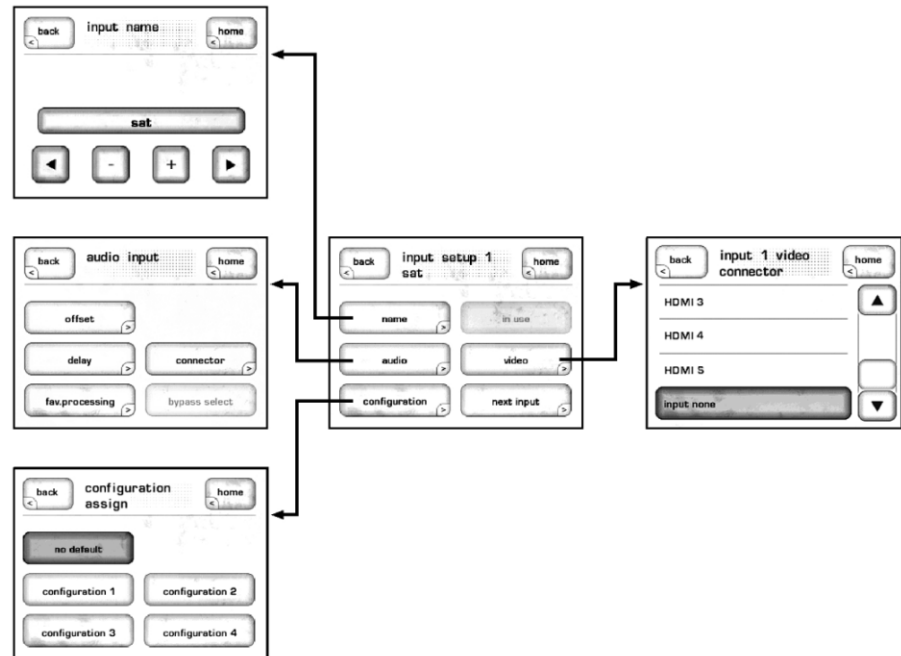 back
input name
home
sat
-
+
back
audio input
home
offset
delay
connector
fav.processing
bypass select
back
input setup 1
sat
home
name
in use
audio
video
configuration
next input
back
input 1 video
connector
home
HDMI 3
HDMI 4
HDMI 5
input none
back
configuration
assign
home
no default
configuration 1
configuration 2
configuration 3
configuration 4